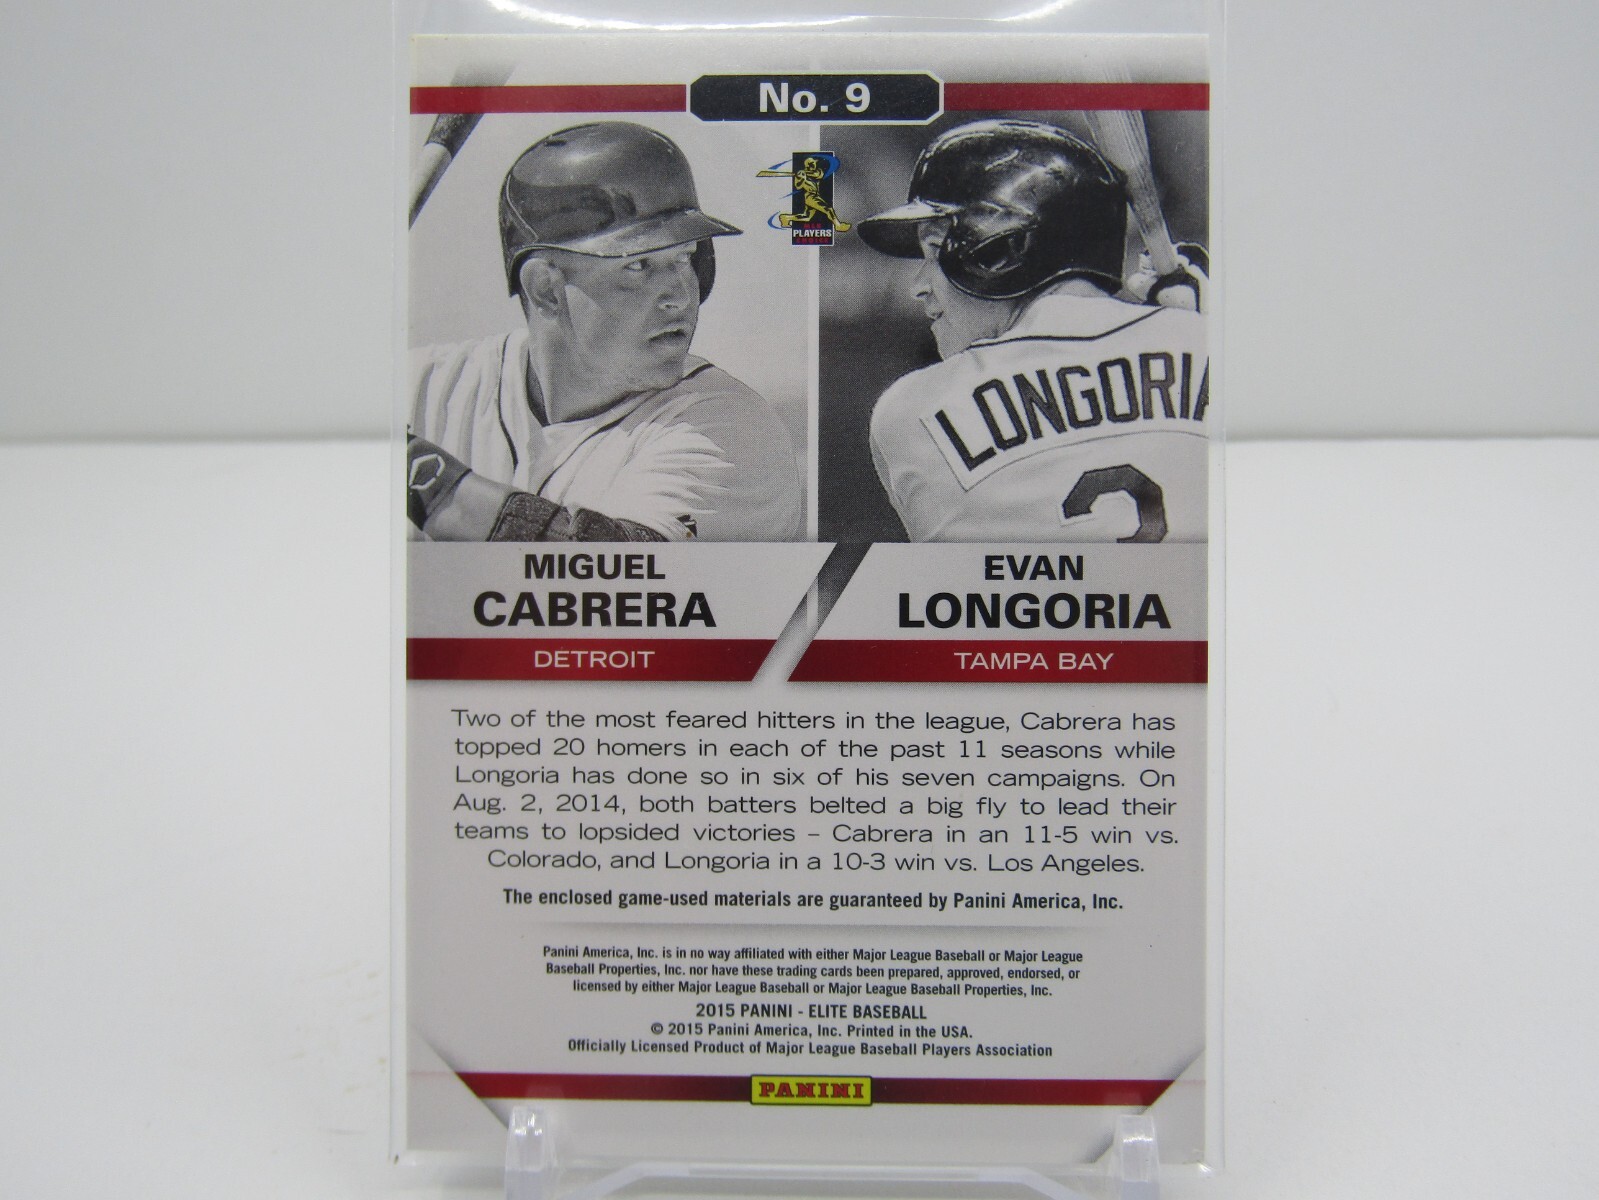 No. 9
PLAYERS
CHOICE
LONGORIA
3
MIGUEL
CABRERA
EVAN
LONGORIA
DETROIT
TAMPA BAY
Two of the most feared hitters in the league, Cabrera has
topped 20 homers in each of the past 11 seasons while
Longoria has done so in six of his seven campaigns. On
Aug. 2, 2014, both batters belted a big fly to lead their
teams to lopsided victories – Cabrera in an 11-5 win vs.
Colorado, and Longoria in a 10-3 win vs. Los Angeles.
The enclosed game-used materials are guaranteed by Panini America, Inc.
Panini America, Inc. is in no way affiliated with either Major League Baseball or Major League
Baseball Properties, Inc. nor have these trading cards been prepared, approved, endorsed, or
licensed by either Major League Baseball or Major League Baseball Properties, Inc.
2015 PANINI - ELITE BASEBALL
© 2015 Panini America, Inc. Printed in the USA.
Officially Licensed Product of Major League Baseball Players Association
PANINI